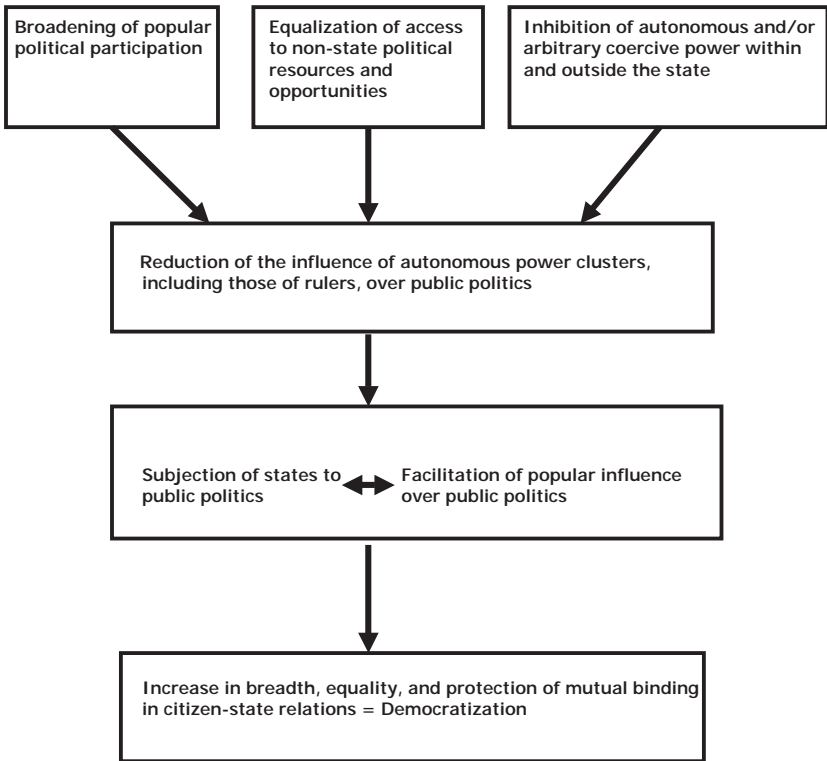 Broadening of popular
political participation
Equalization of access
to non-state political
resources and
opportunities
Inhibition of autonomous and/or
arbitrary coercive power within
and outside the state
Reduction of the influence of autonomous power clusters,
including those of rulers, over public politics
Subjection of states to
public politics
Facilitation of popular influence
over public politics
Increase in breadth, equality, and protection of mutual binding
in citizen-state relations = Democratization